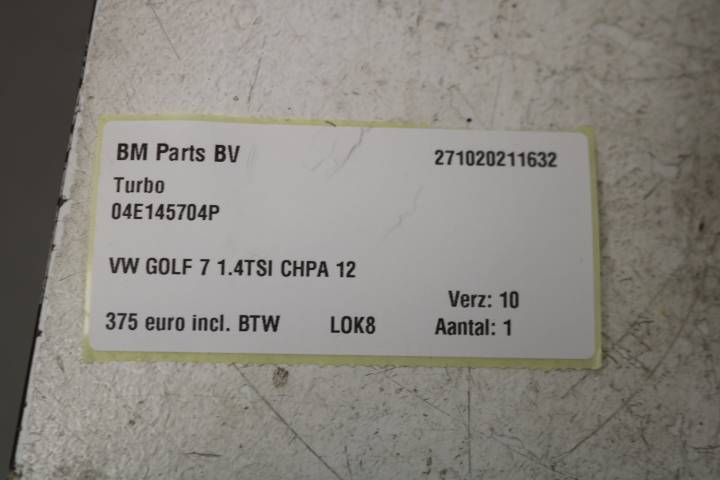 BM Parts BV 271020211632
Turbo
04E145704P
VW GOLF 7 1.4TSI CHPA 12
Verz: 10
375 euro incl. BTW LOK8 Aantal: 1